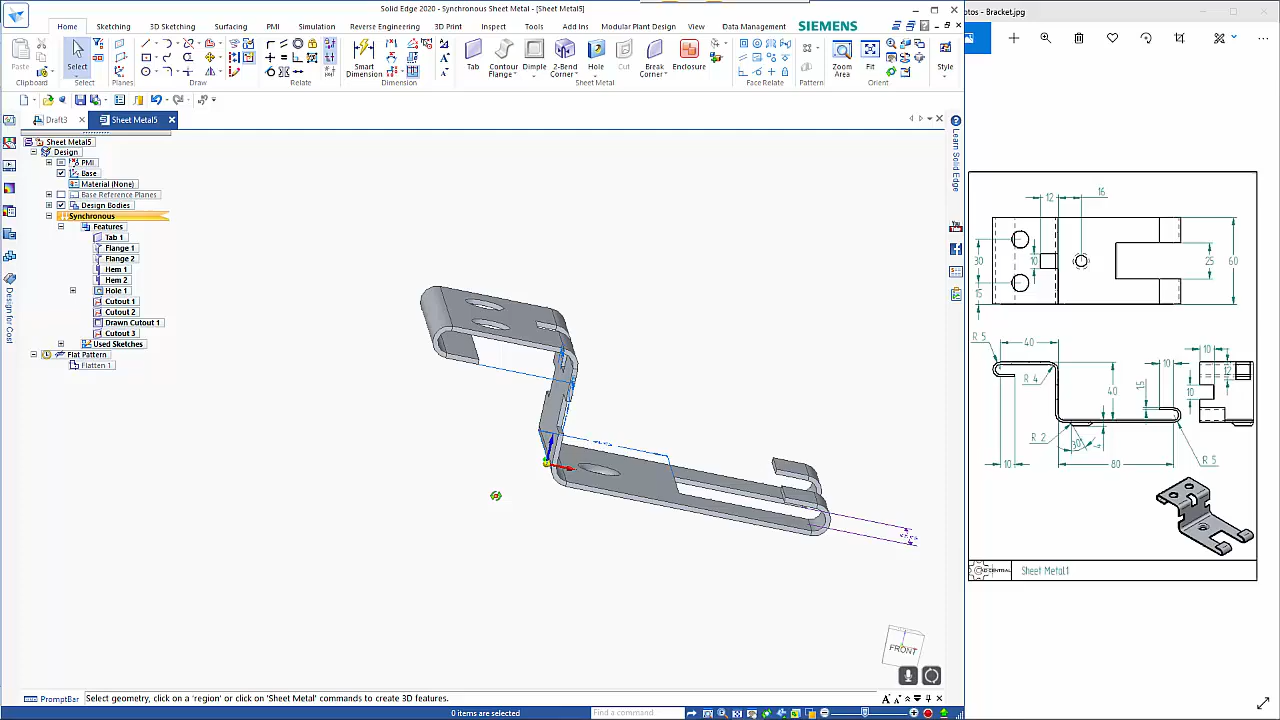 Solid Edge 2020 - Synchronous Sheet Metal - [Sheet Metal5]
otos - Bracket.jpg
Home
Sketching
3D Sketching
Surfacing
PMI
Simulation
Reverse Engineering
3D Print
Inspect
Tools
Modular Plant Design
View
Data Management
SIEMENS
Paste
Select
Smart Dimension
Tab
Contour Flange
Dimple
2-Bend Corner
Hole
Cut
Break Corner
Enclosure
Zoom Area
Fit
Style
Clipboard
Select
Planes
Draw
Relate
Dimension
Sheet Metal
Face Relate
Pattern
Orient
Draft3
Sheet Metal5
Learn Solid Edge
Design for Cost
Sheet Metal5
Design
PMI
Base
Material (None)
Base Reference Planes
Design Bodies
Synchronous
Features
Tab 1
Flange 1
Flange 2
Hem 1
Hem 2
Hole 1
Cutout 1
Cutout 2
Drawn Cutout 1
Cutout 3
Used Sketches
Flat Pattern
Flatten 1
FRONT
12
16
30
10
25
60
15
R 5
40
10
10
R 4
40
15
12
10
R 2
30°
R 5
10
80
Sheet Metal1
PromptBar
Select geometry, click on a 'region' or click on 'Sheet Metal' commands to create 3D features.
0 items are selected
Find a command